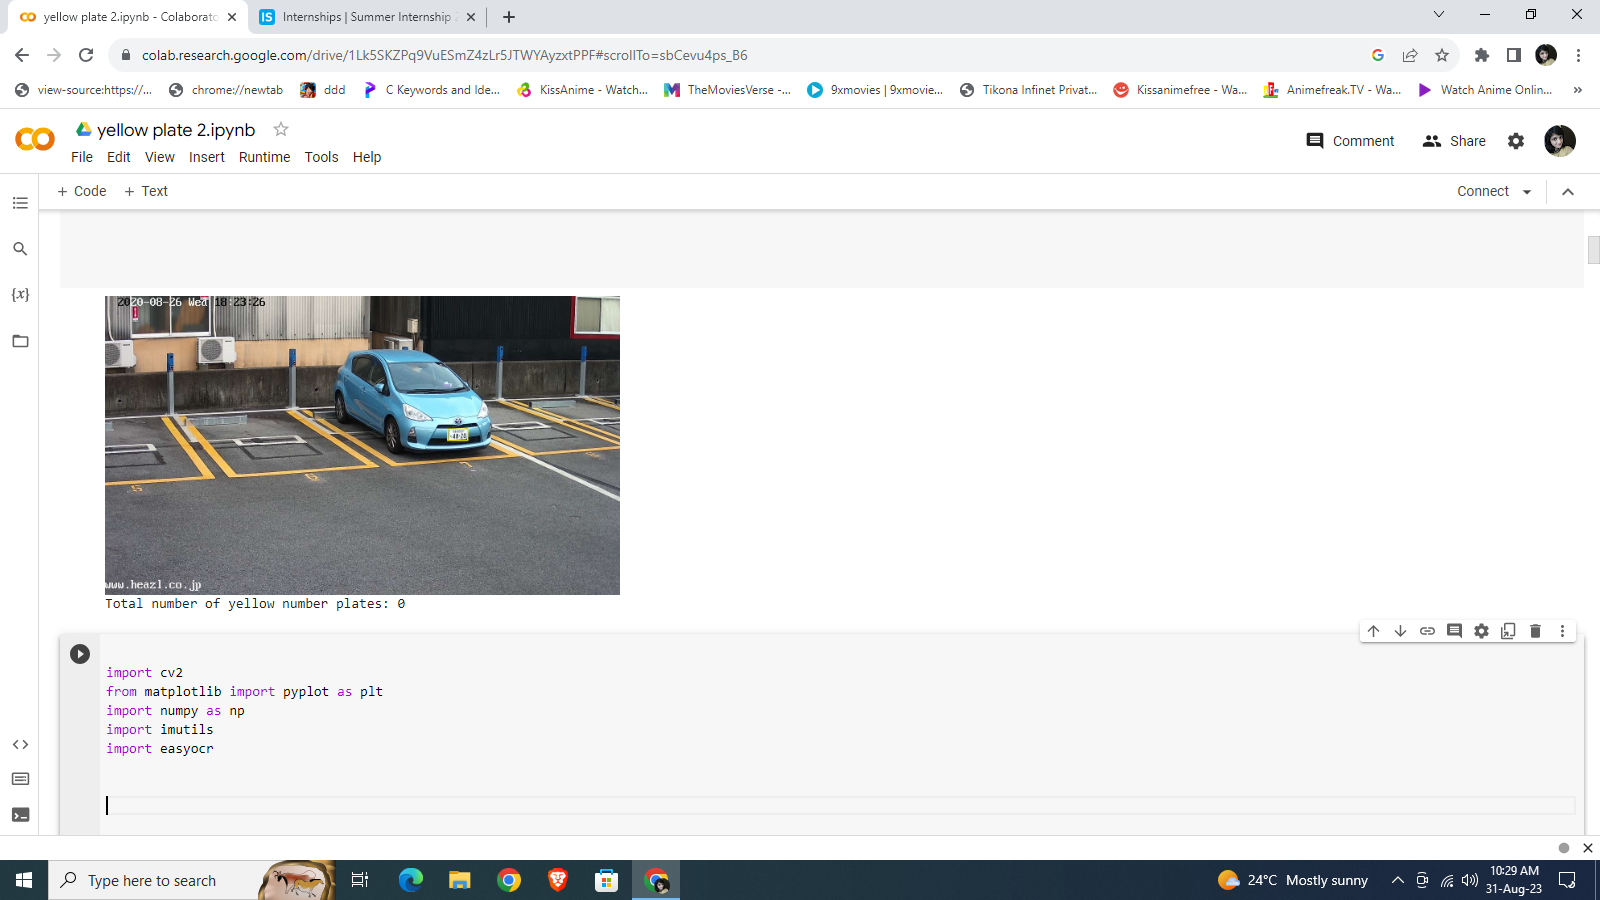 yellow plate 2.ipynb - Colaborato
Internships | Summer Internship
colab.research.google.com/drive/1Lk5SKZPq9VuESmZ4zLr5JTWYAyzxtPPF#scrollTo=sbCevu4ps_B6
view-source:https://... chrome://newtab ddd C Keywords and Ide... KissAnime - Watch... TheMoviesVerse -... 9xmovies | 9xmovie... Tikona Infinet Privat... Kissanimefree - Wa... Animefreak.TV - Wa... Watch Anime Onlin... »
yellow plate 2.ipynb
File Edit View Insert Runtime Tools Help
Comment Share
+ Code + Text
Connect
2020-08-26 Wed 18:23:26
5
6
7
www.heazl.co.jp
Total number of yellow number plates: 0
import cv2
from matplotlib import pyplot as plt
import numpy as np
import imutils
import easyocr
Type here to search
24°C Mostly sunny
10:29 AM
31-Aug-23